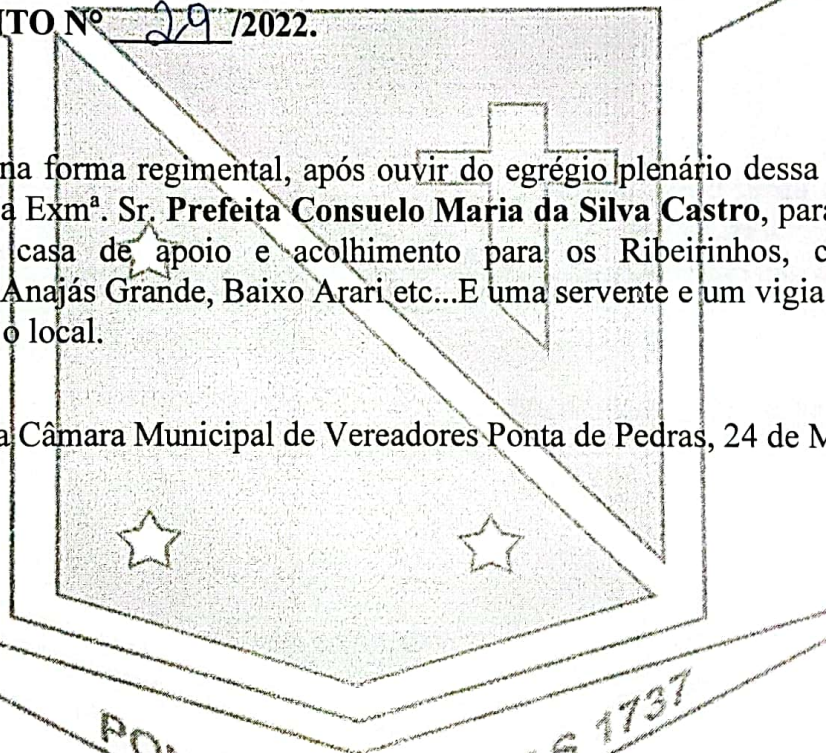 ITO Nº 29 /2022.
na forma regimental, após ouvir do egrégio plenário dessa
a Exmª. Sr. Prefeita Consuelo Maria da Silva Castro, para
casa de apoio e acolhimento para os Ribeirinhos, c
Anajás Grande, Baixo Arari etc...E uma servente e um vigia
o local.
a Câmara Municipal de Vereadores Ponta de Pedras, 24 de M
PON S 1737